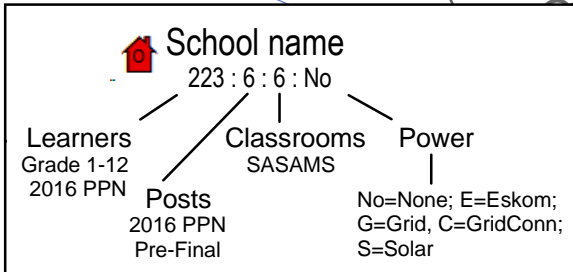 School name
223 : 6 : 6 : No
Learners
Grade 1-12
2016 PPN
Posts
2016 PPN
Pre-Final
Classrooms
SASAMS
Power
No=None; E=Eskom;
G=Grid, C=GridConn;
S=Solar